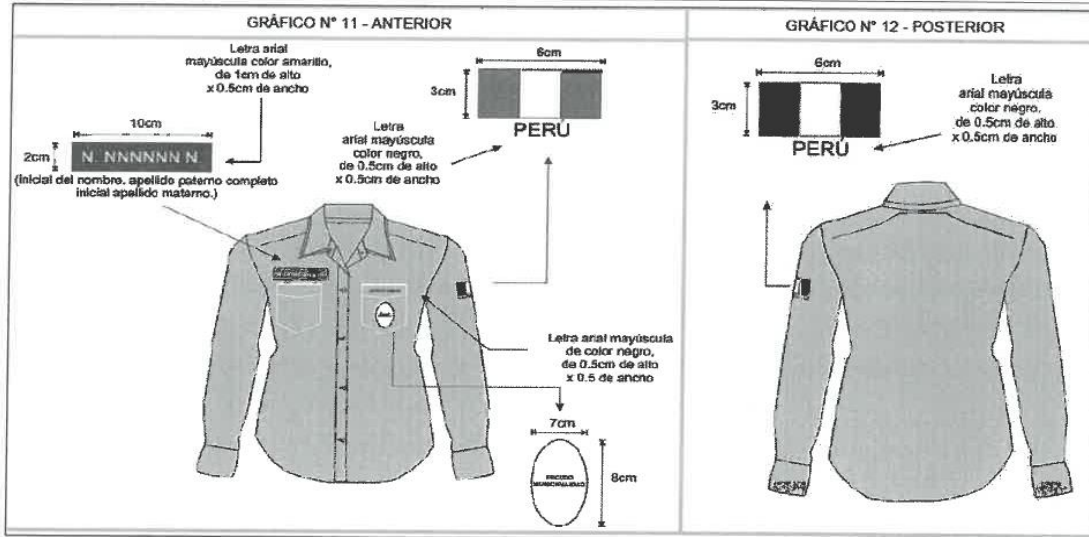 GRÁFICO N° 11 - ANTERIOR
Letra arial
mayúscula color amarillo,
de 1cm de alto
x 0.5cm de ancho
10cm
2cm
N. NNNNNNN N.
(inicial del nombre. apellido paterno completo
inicial apellido materno.)
6cm
3cm
PERÚ
Letra
arial mayúscula
color negro,
de 0.5cm de alto
x 0.5cm de ancho
Letra arial mayúscula
de color negro,
de 0.5cm de alto
x 0.5 de ancho
7cm
8cm
ESCUDO
MUNICIPALIDAD
GRÁFICO N° 12 - POSTERIOR
6cm
3cm
PERÚ
Letra
arial mayúscula
color negro.
de 0.5cm de alto
x 0.5cm de ancho